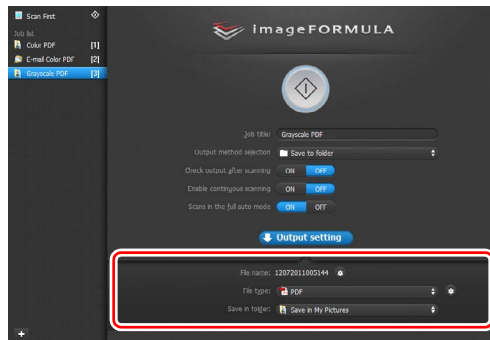 Scan First
Job list
Color PDF [1]
E-mail Color PDF [2]
Grayscale PDF [3]
imageFORMULA
Job title: Grayscale PDF
Output method selection Save to folder
Check output after scanning ON OFF
Enable continuous scanning ON OFF
Scans in the full auto mode ON OFF
Output setting
File name: 12072011005144
File type: PDF
Save in folder: Save in My Pictures
+